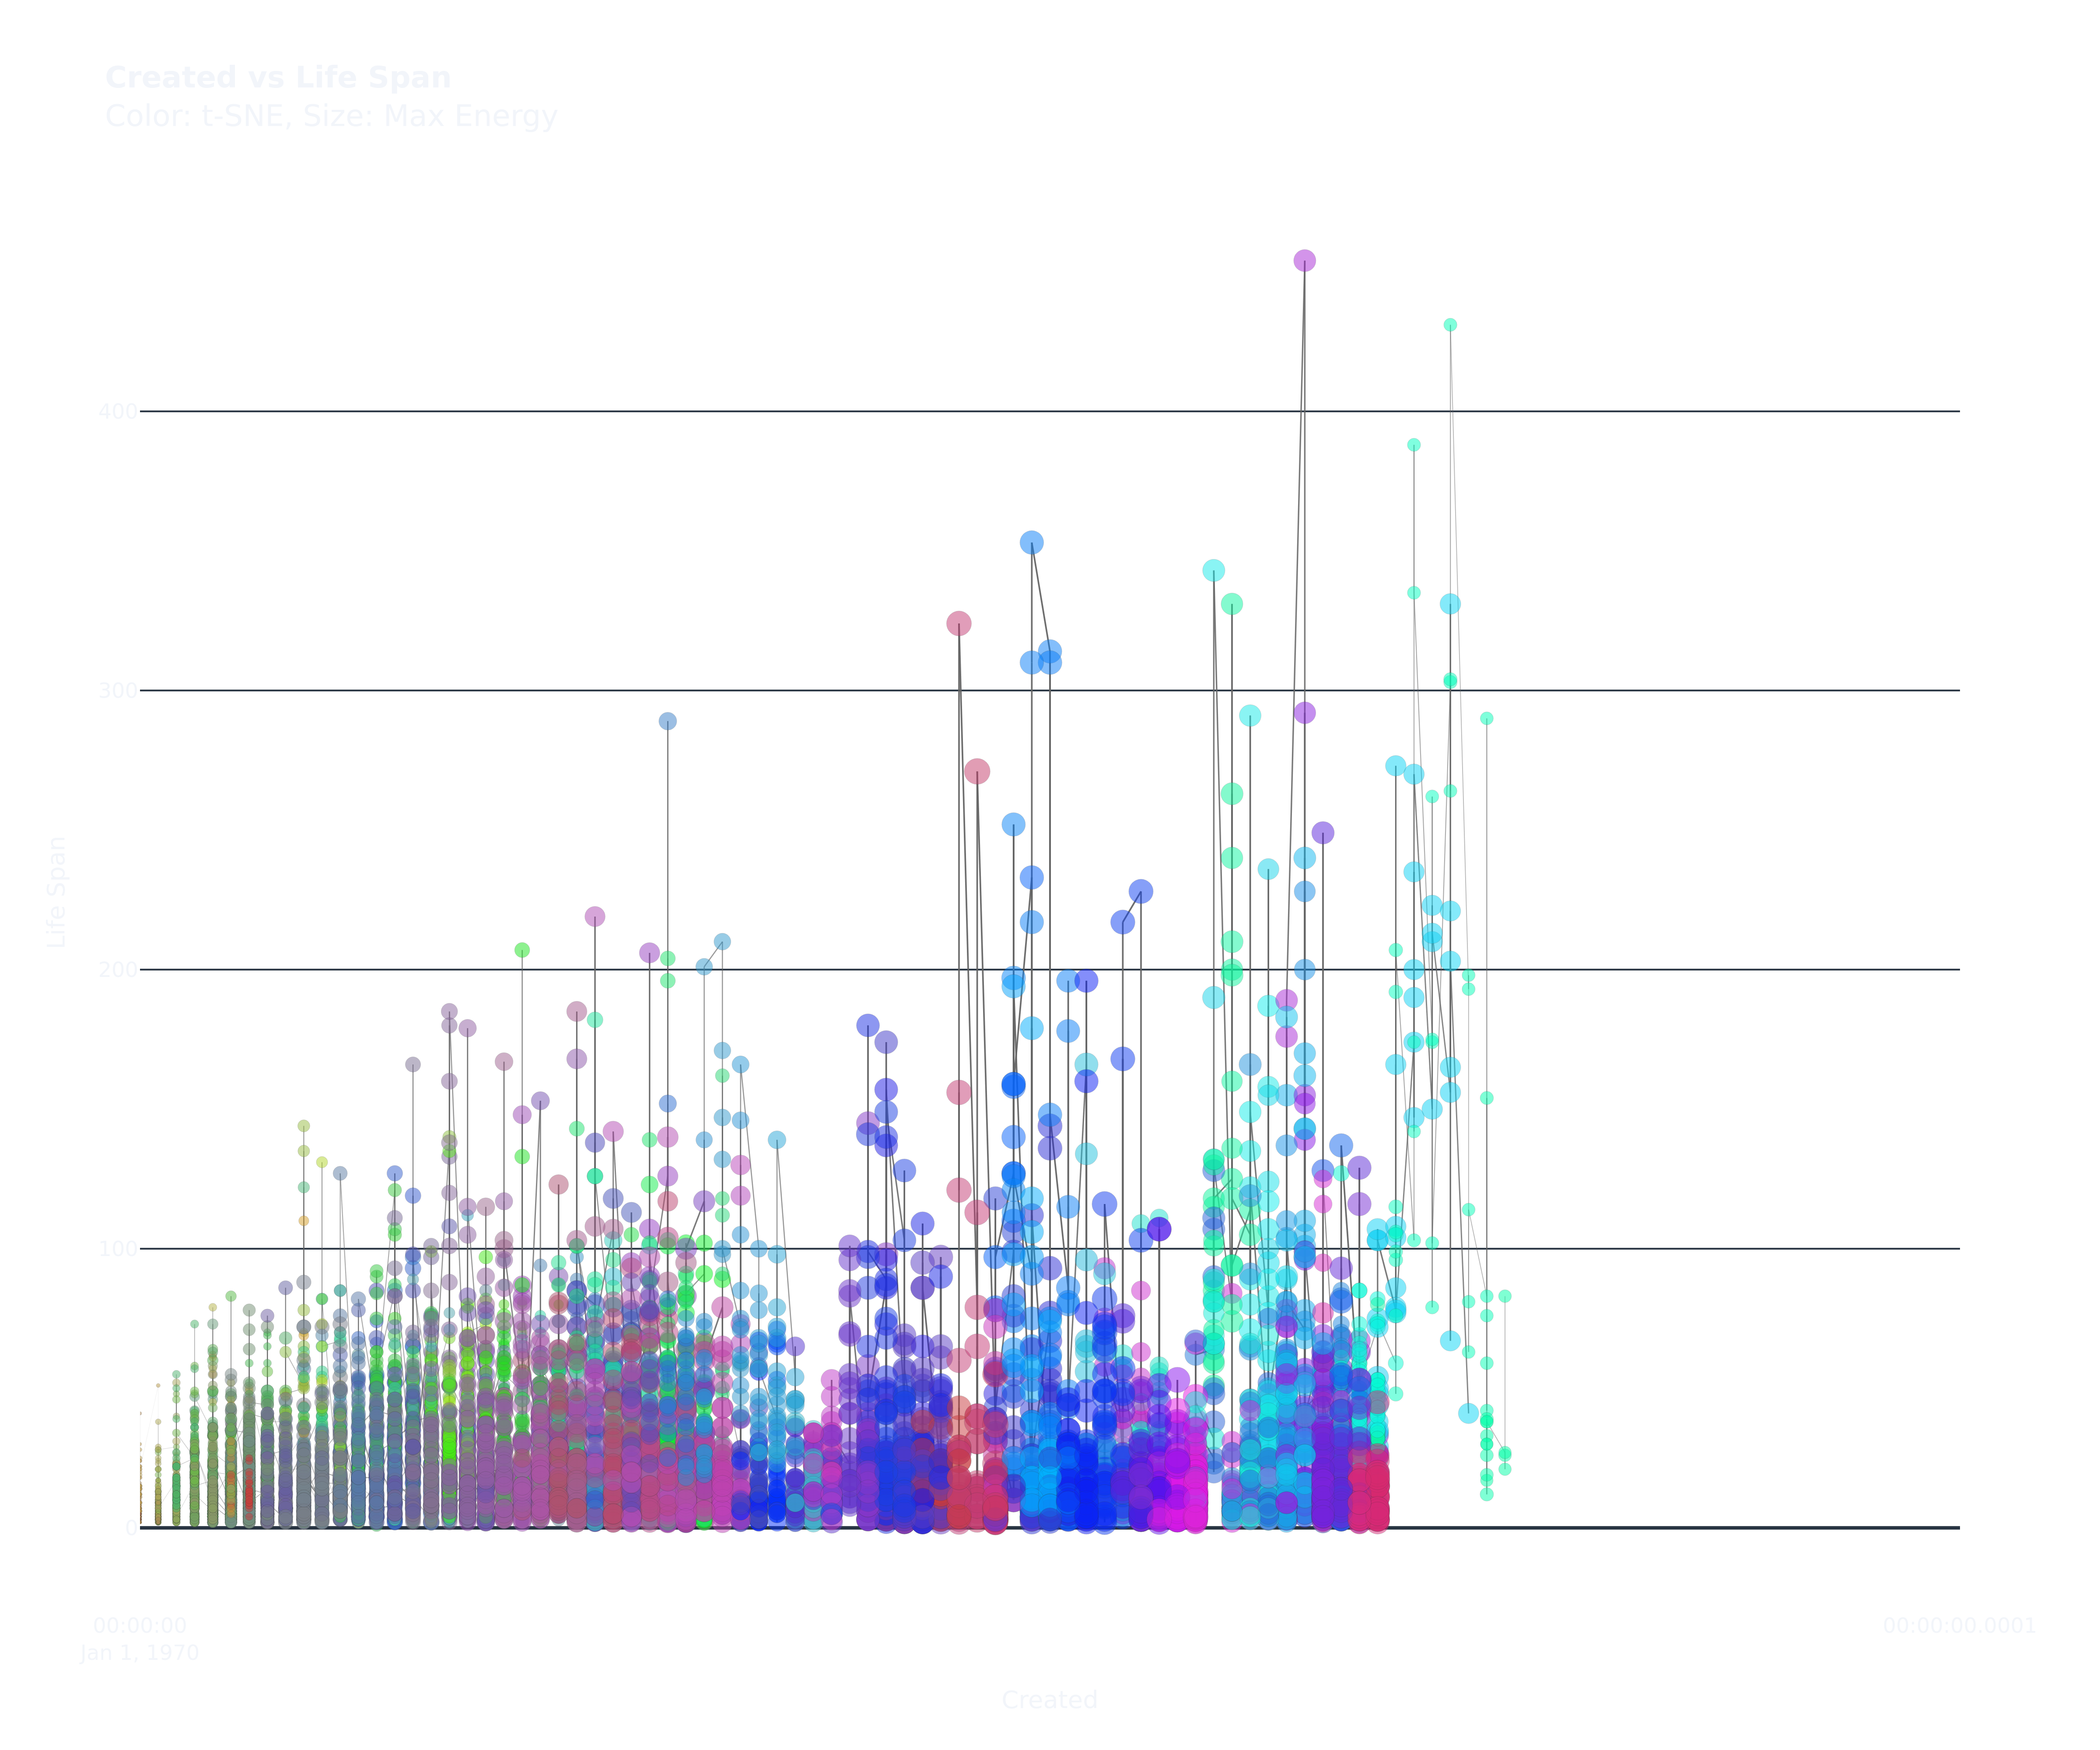 Created vs Life Span
Color: t-SNE, Size: Max Energy
400
300
200
100
0
Life Span
00:00:00
Jan 1, 1970
00:00:00.0001
Created